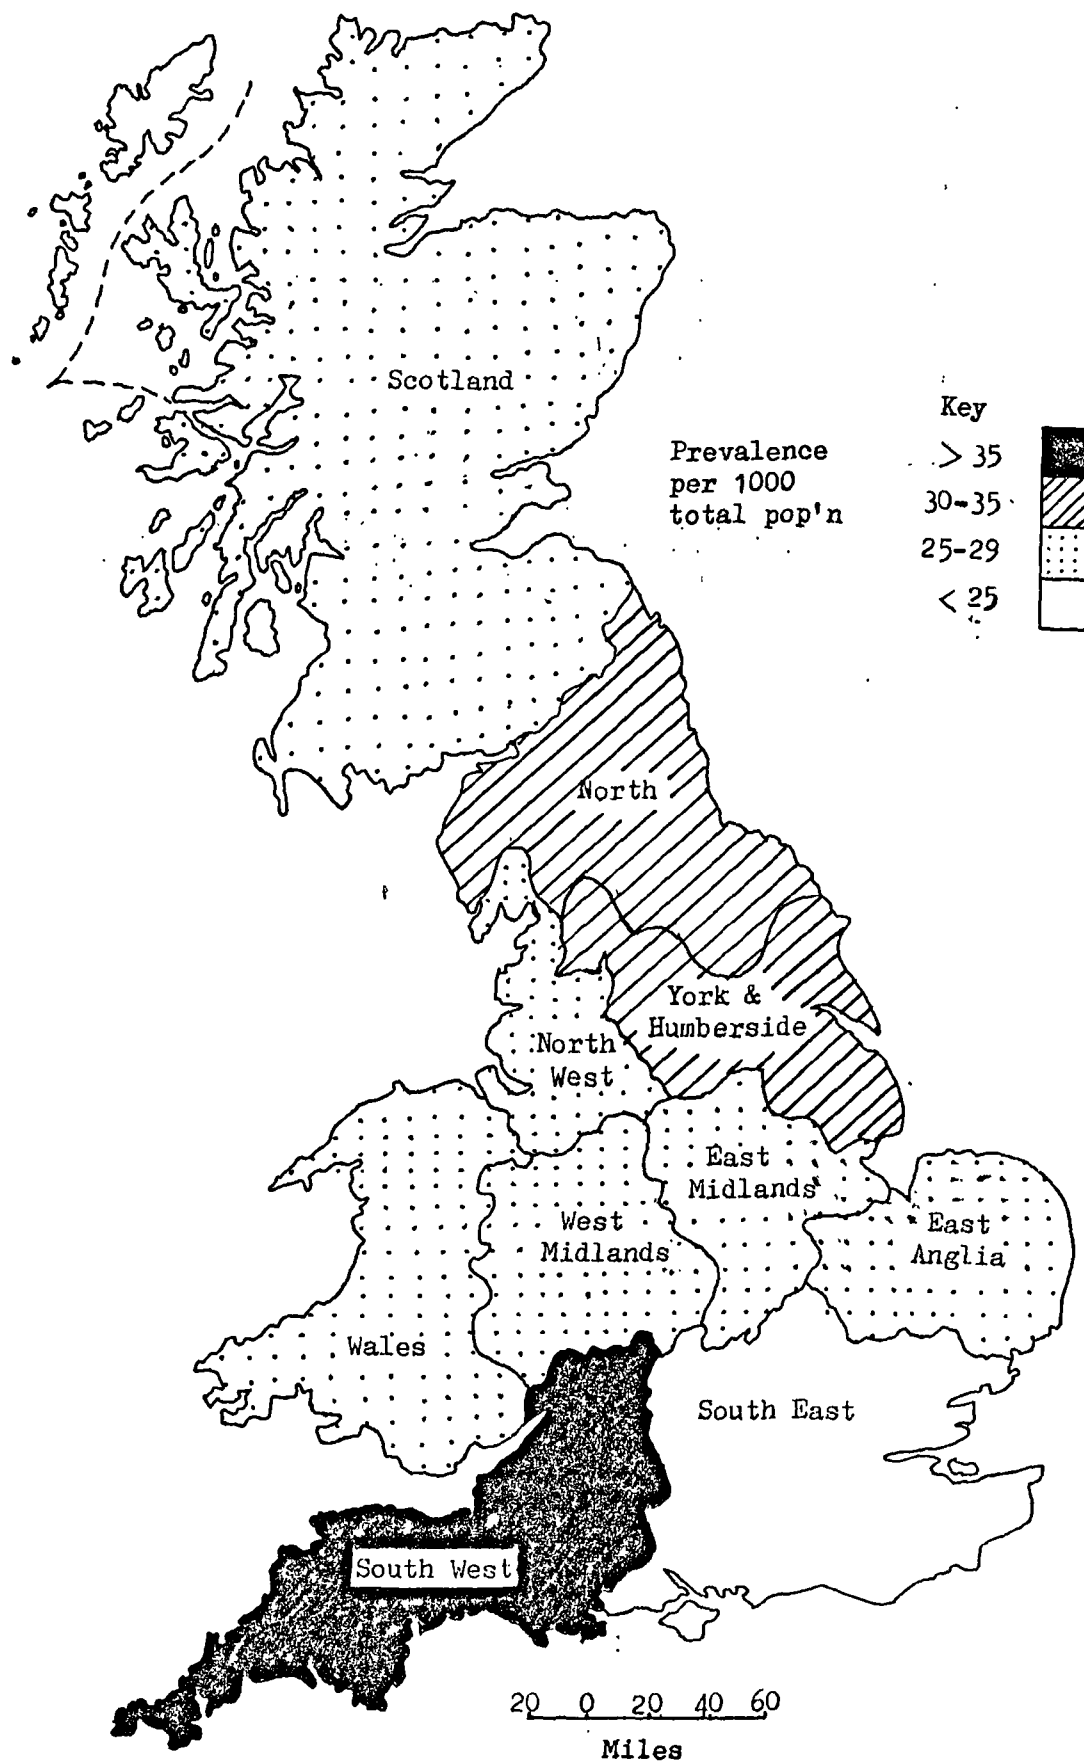 Scotland
Key
Prevalence
per 1000
total pop'n
> 35
30-35
25-29
< 25
North
York &
Humberside
North
West
East
Midlands
West
Midlands
East
Anglia
Wales
South East
South West
20 0 20 40 60
Miles